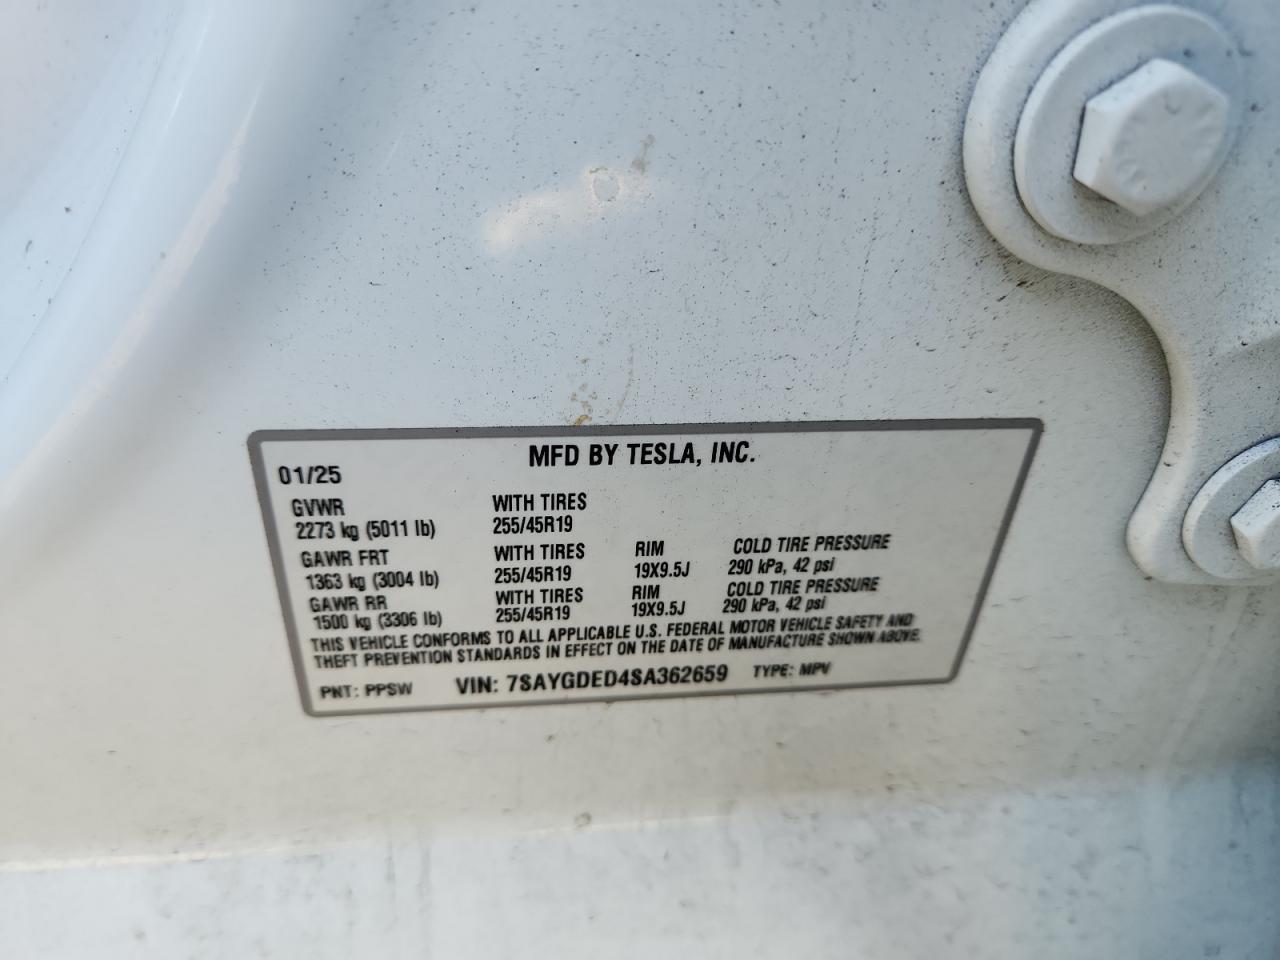 MFD BY TESLA, INC.
01/25
GVWR WITH TIRES
2273 kg (5011 lb) 255/45R19
GAWR FRT WITH TIRES RIM COLD TIRE PRESSURE
1363 kg (3004 lb) 255/45R19 19X9.5J 290 kPa, 42 psi
GAWR RR WITH TIRES RIM COLD TIRE PRESSURE
1500 kg (3306 lb) 255/45R19 19X9.5J 290 kPa, 42 psi
THIS VEHICLE CONFORMS TO ALL APPLICABLE U.S. FEDERAL MOTOR VEHICLE SAFETY AND
THEFT PREVENTION STANDARDS IN EFFECT ON THE DATE OF MANUFACTURE SHOWN ABOVE.
PNT: PPSW VIN: 7SAYGDED4SA362659 TYPE: MPV